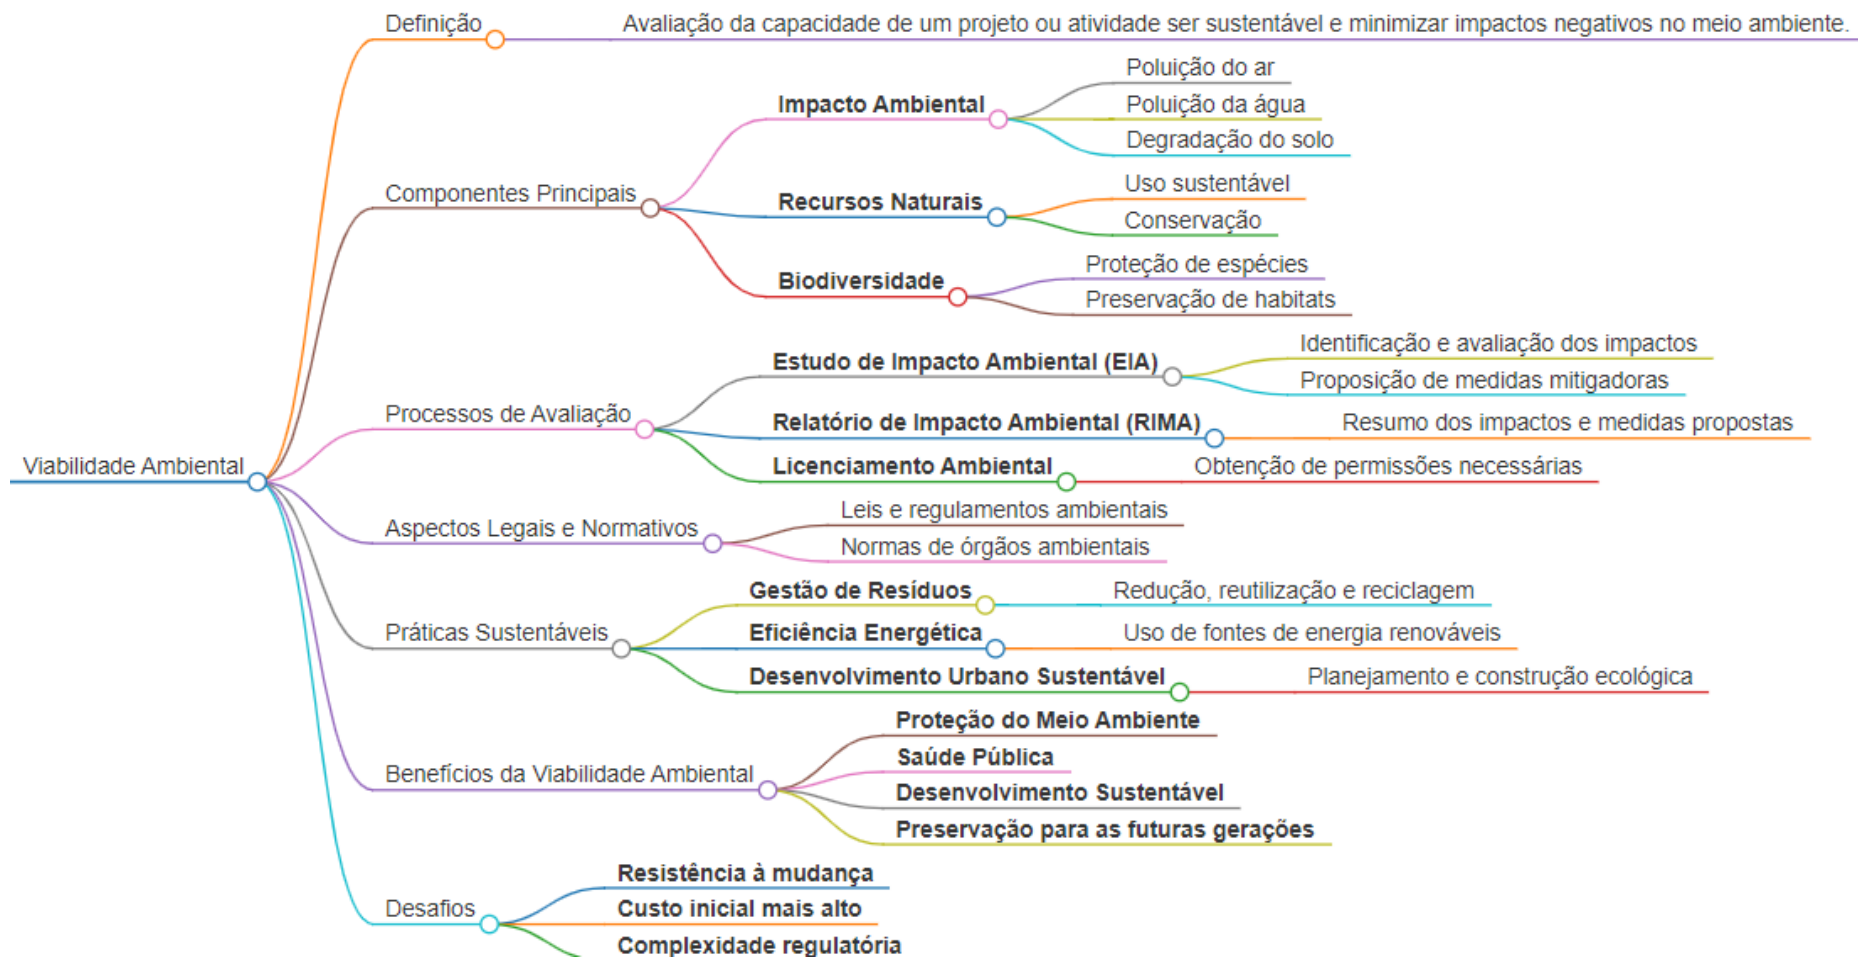 Definição
Avaliação da capacidade de um projeto ou atividade ser sustentável e minimizar impactos negativos no meio ambiente.
Componentes Principais
Impacto Ambiental
Poluição do ar
Poluição da água
Degradação do solo
Recursos Naturais
Uso sustentável
Conservação
Biodiversidade
Proteção de espécies
Preservação de habitats
Viabilidade Ambiental
Processos de Avaliação
Estudo de Impacto Ambiental (EIA)
Identificação e avaliação dos impactos
Proposição de medidas mitigadoras
Relatório de Impacto Ambiental (RIMA)
Resumo dos impactos e medidas propostas
Licenciamento Ambiental
Obtenção de permissões necessárias
Aspectos Legais e Normativos
Leis e regulamentos ambientais
Normas de órgãos ambientais
Práticas Sustentáveis
Gestão de Resíduos
Redução, reutilização e reciclagem
Eficiência Energética
Uso de fontes de energia renováveis
Desenvolvimento Urbano Sustentável
Planejamento e construção ecológica
Benefícios da Viabilidade Ambiental
Proteção do Meio Ambiente
Saúde Pública
Desenvolvimento Sustentável
Preservação para as futuras gerações
Desafios
Resistência à mudança
Custo inicial mais alto
Complexidade regulatória